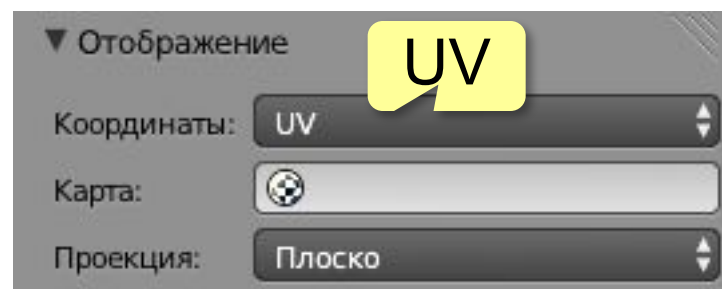 ▼ Отображение
UV
Координаты: UV
Карта:
Проекция: Плоско